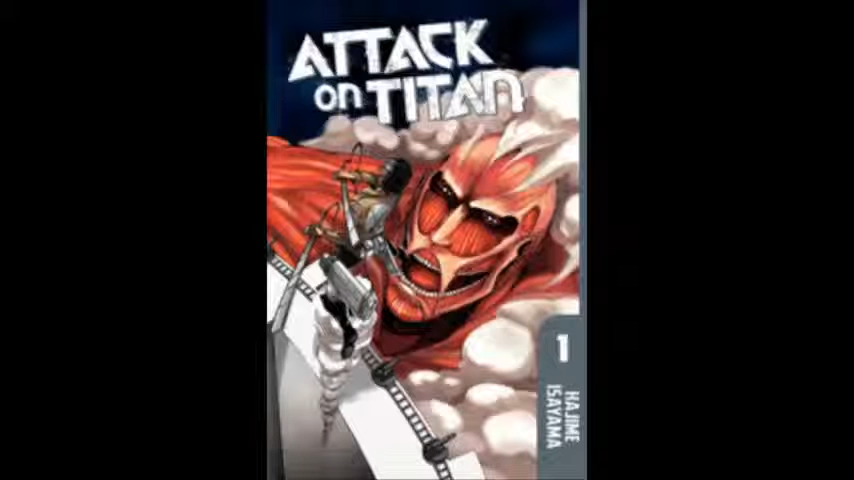 ATTACK
on TITAN
1
HAJIME
ISAYAMA